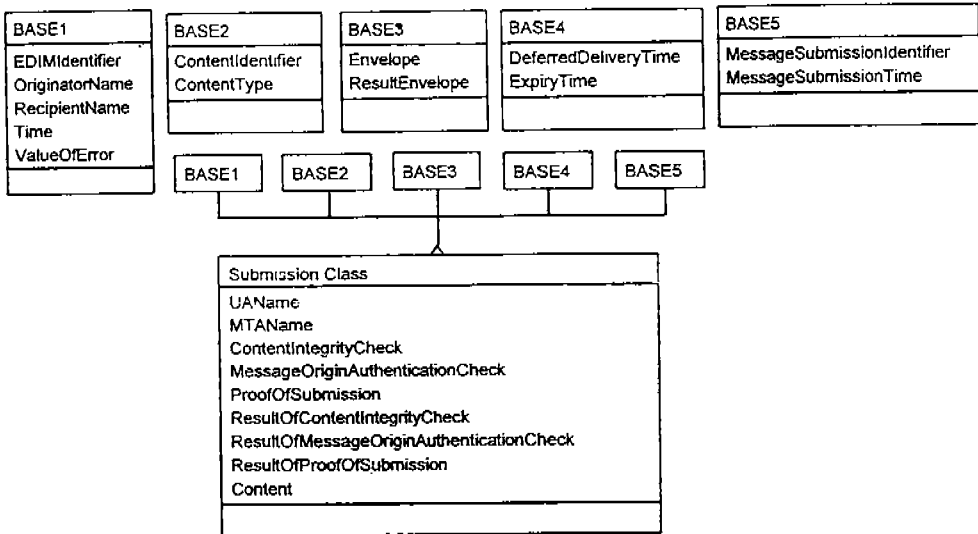 BASE1
EDIMIdentifier
OriginatorName
RecipientName
Time
ValueOfError
BASE2
ContentIdentifier
ContentType
BASE3
Envelope
ResultEnvelope
BASE4
DeferredDeliveryTime
ExpiryTime
BASE5
MessageSubmissionIdentifier
MessageSubmissionTime
BASE1
BASE2
BASE3
BASE4
BASE5
Submission Class
UAName
MTAName
ContentIntegrityCheck
MessageOriginAuthenticationCheck
ProofOfSubmission
ResultOfContentIntegrityCheck
ResultOfMessageOriginAuthenticationCheck
ResultOfProofOfSubmission
Content